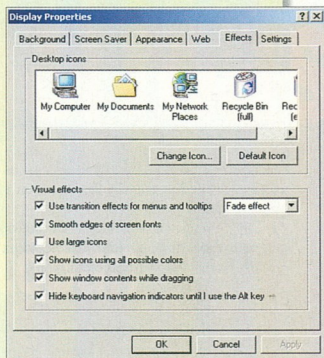 Display Properties
Background Screen Saver Appearance Web Effects Settings
Desktop icons
My Computer My Documents My Network Places Recycle Bin (full) Rec (e
Change Icon... Default Icon
Visual effects
Use transition effects for menus and tooltips Fade effect
Smooth edges of screen fonts
Use large icons
Show icons using all possible colors
Show window contents while dragging
Hide keyboard navigation indicators until I use the Alt key
OK Cancel Apply